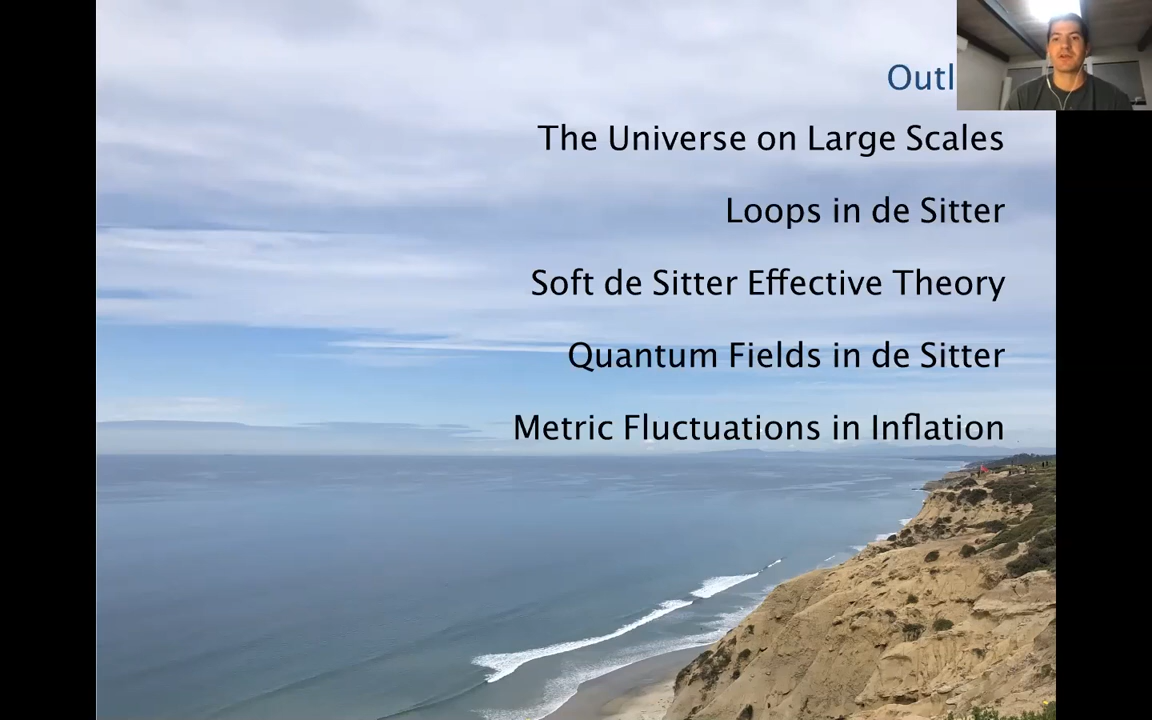 Outl
The Universe on Large Scales
Loops in de Sitter
Soft de Sitter Effective Theory
Quantum Fields in de Sitter
Metric Fluctuations in Inflation